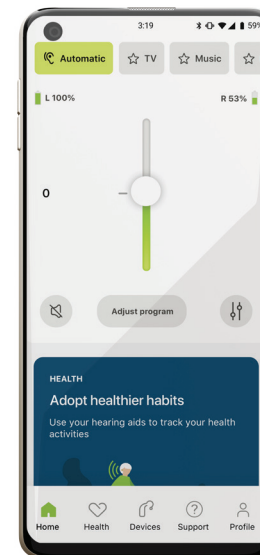 3:19 59%
Automatic TV Music
L 100% R 53%
0
Adjust program
HEALTH
Adopt healthier habits
Use your hearing aids to track your health
activities
Home Health Devices Support Profile